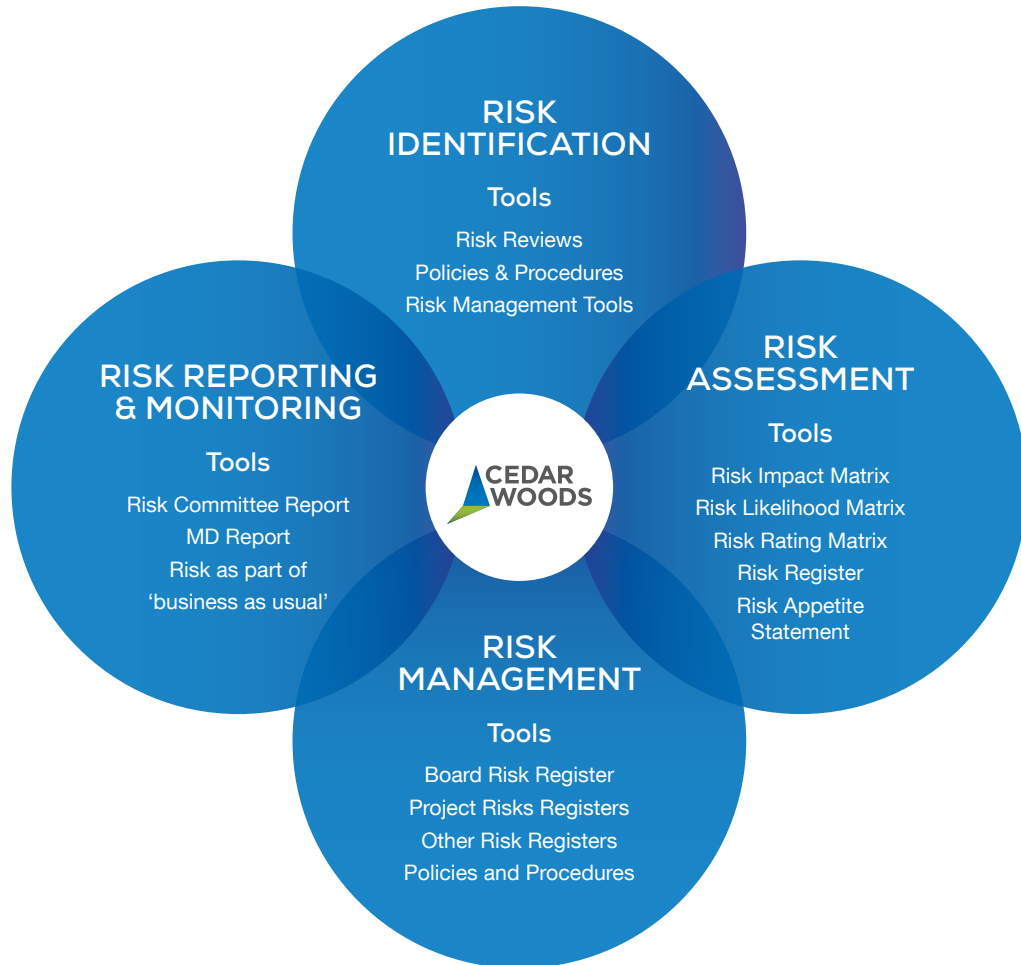 RISK
IDENTIFICATION
Tools
Risk Reviews
Policies & Procedures
Risk Management Tools
RISK REPORTING
& MONITORING
Tools
Risk Committee Report
MD Report
Risk as part of
‘business as usual’
CEDAR
WOODS
RISK
ASSESSMENT
Tools
Risk Impact Matrix
Risk Likelihood Matrix
Risk Rating Matrix
Risk Register
Risk Appetite
Statement
RISK
MANAGEMENT
Tools
Board Risk Register
Project Risks Registers
Other Risk Registers
Policies and Procedures